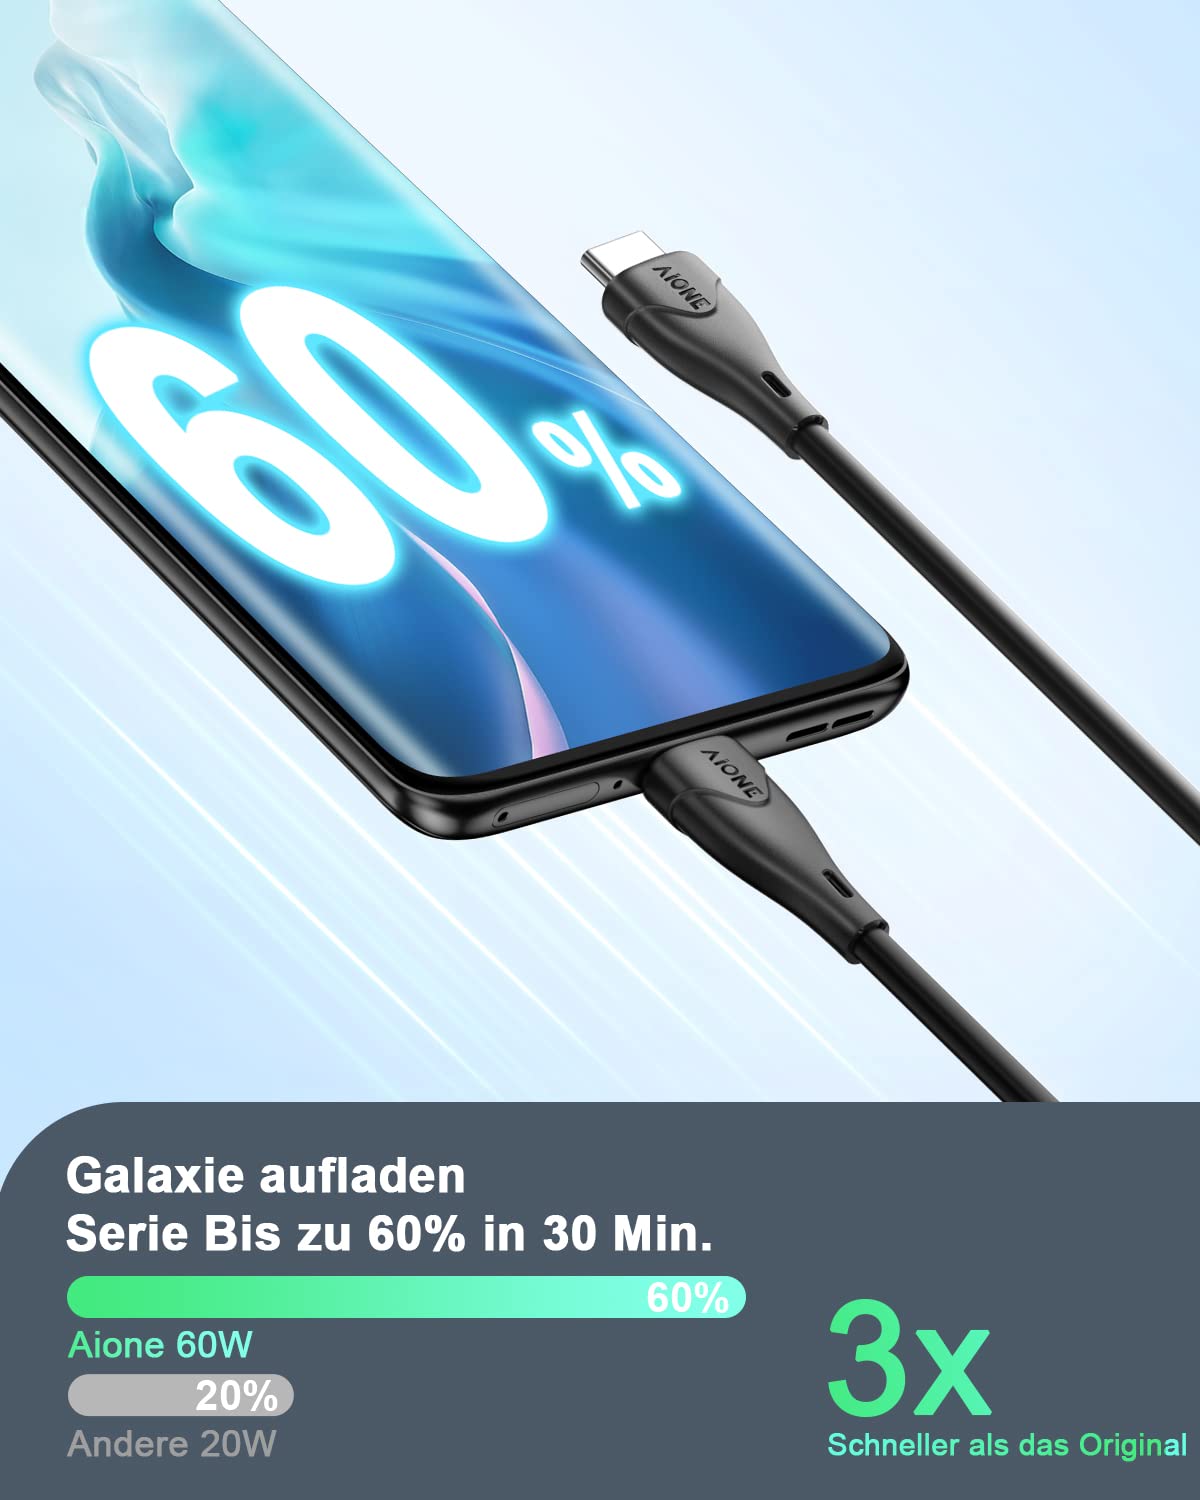 60%
AIONE
AIONE
Galaxie aufladen
Serie Bis zu 60% in 30 Min.
60%
Aione 60W
20%
Andere 20W
3x
Schneller als das Original